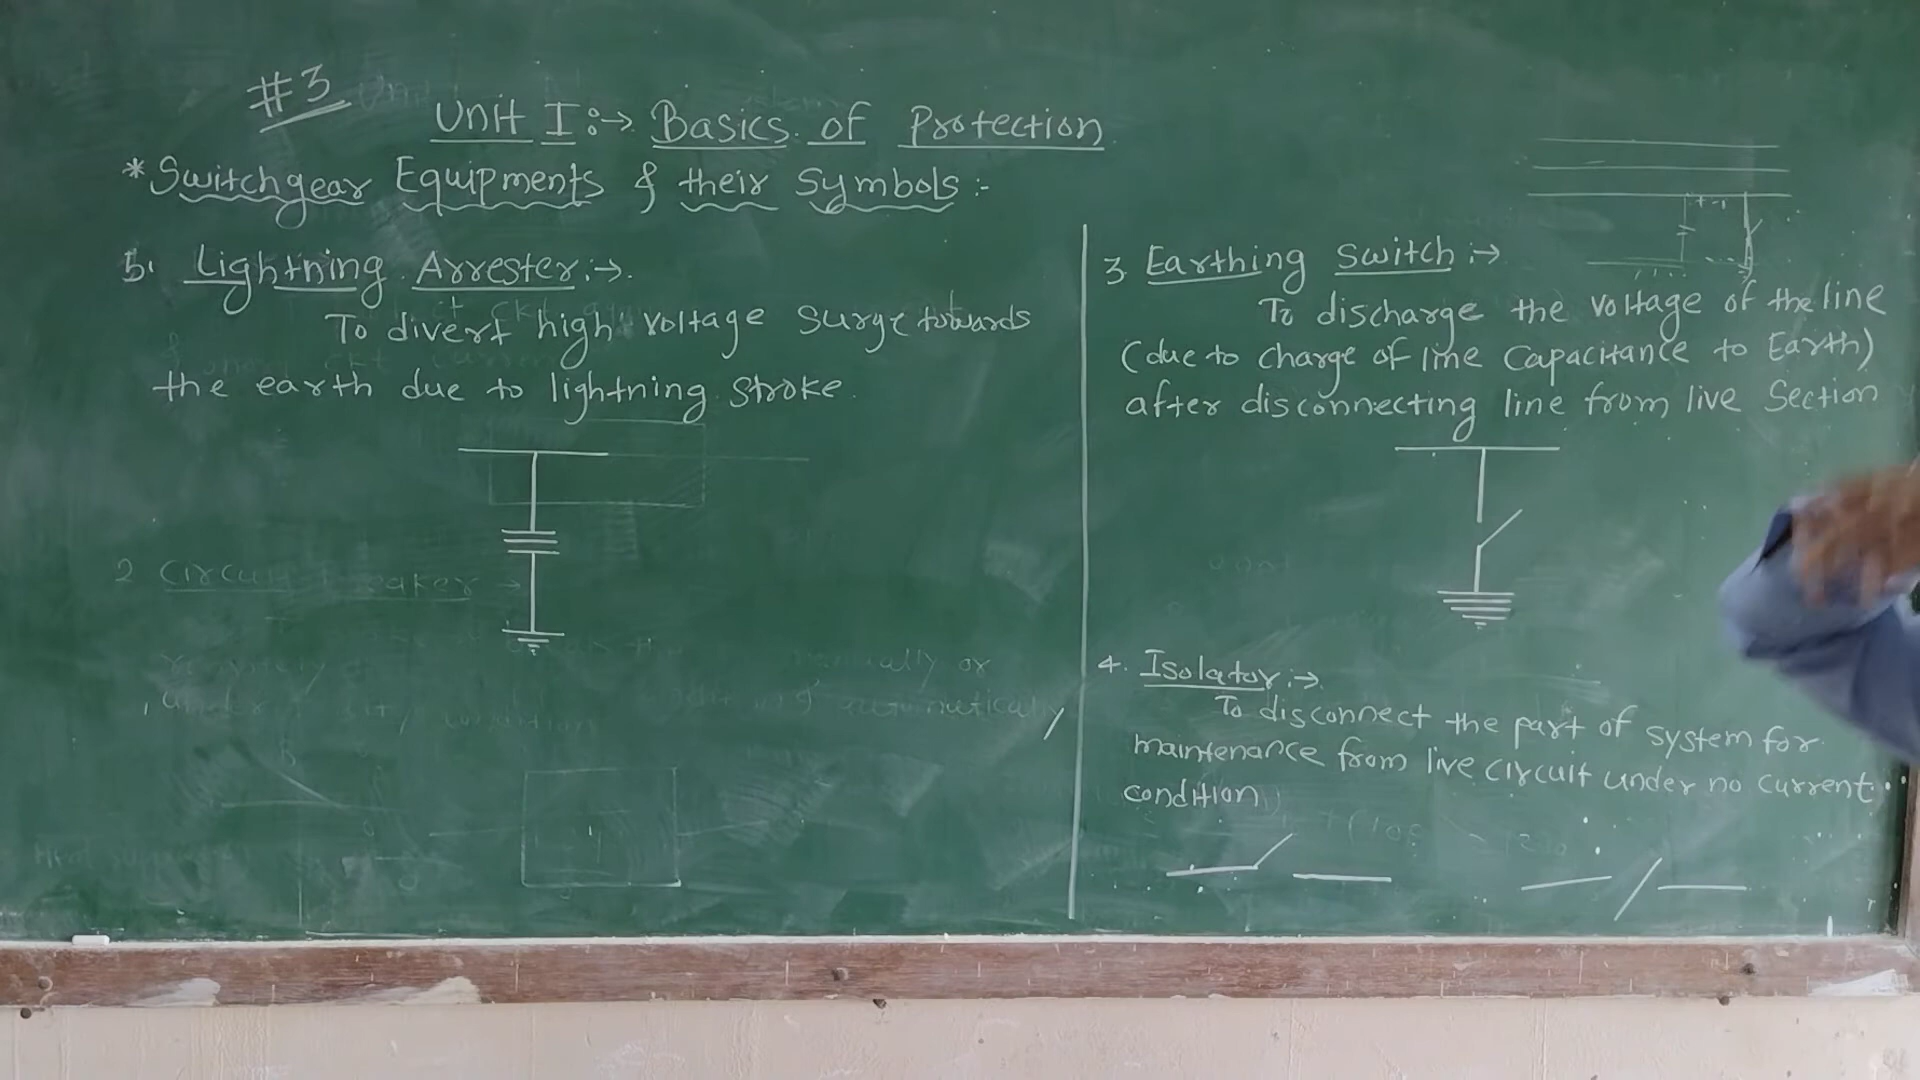 #3
Unit I :→ Basics of Protection
* Switchgear Equipments & their Symbols :-
5. Lightning Arrester :→
To divert high voltage surge towards
the earth due to lightning stroke.
2 Circuit Breaker →
3. Earthing Switch :→
To discharge the voltage of the line
(due to charge of line Capacitance to Earth)
after disconnecting line from live Section
4. Isolator :→
To disconnect the part of system for
maintenance from live circuit under no current
condition